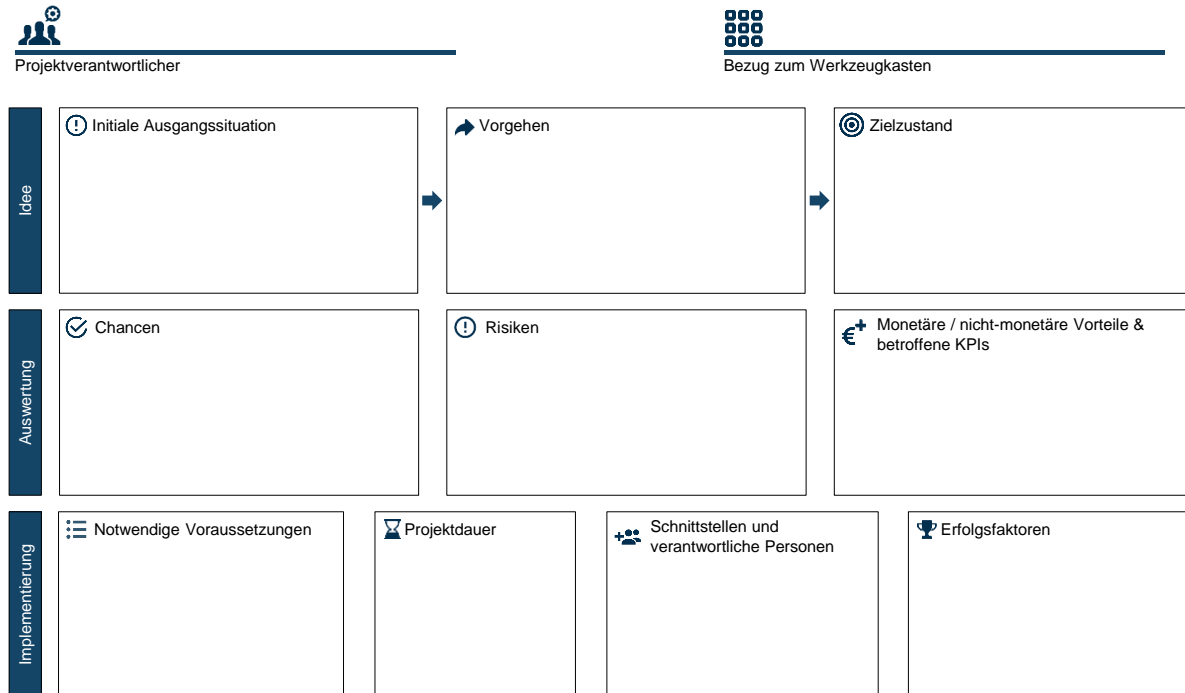 Projektverantwortlicher
Bezug zum Werkzeugkasten
Idee
Initiale Ausgangssituation
Vorgehen
Zielzustand
Auswertung
Chancen
Risiken
Monetäre / nicht-monetäre Vorteile &
betroffene KPIs
Implementierung
Notwendige Voraussetzungen
Projektdauer
Schnittstellen und
verantwortliche Personen
Erfolgsfaktoren